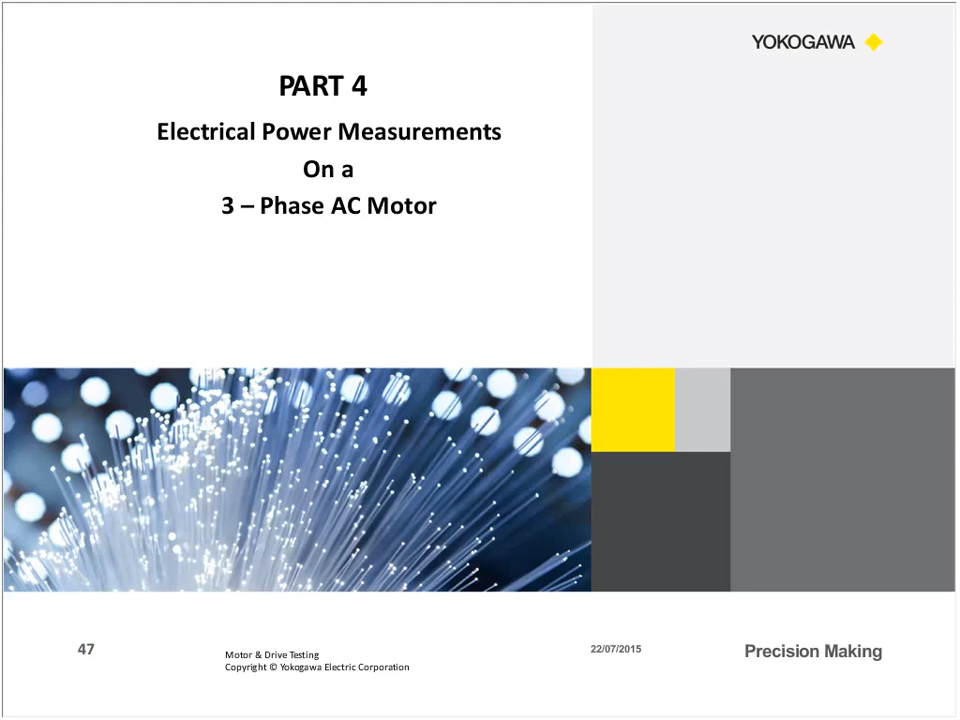 YOKOGAWA
PART 4
Electrical Power Measurements
On a
3 – Phase AC Motor
47
Motor & Drive Testing
Copyright © Yokogawa Electric Corporation
22/07/2015
Precision Making